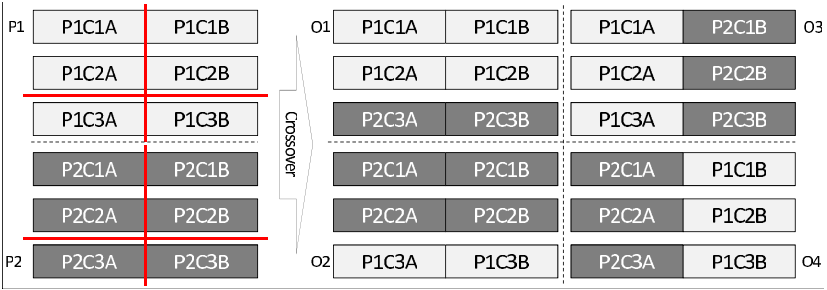 P1 P1C1A P1C1B O1 P1C1A P1C1B P1C1A P2C1B O3
P1C2A P1C2B P1C2A P1C2B P1C2A P2C2B
P1C3A P1C3B P2C3A P2C3B P1C3A P2C3B
Crossover
P2C1A P2C1B P2C1A P2C1B P2C1A P1C1B
P2C2A P2C2B P2C2A P2C2B P2C2A P1C2B
P2 P2C3A P2C3B O2 P1C3A P1C3B P2C3A P1C3B O4